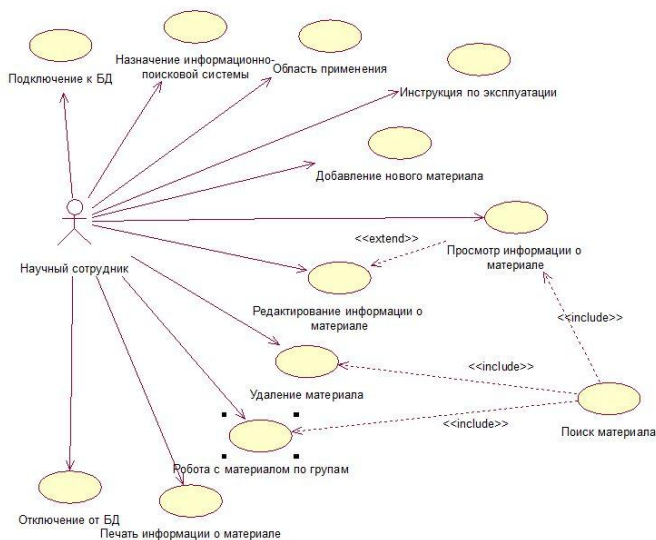 Подключение к БД
Назначение информационно-
поисковой системы
Область применения
Инструкция по эксплуатации
Добавление нового материала
<<extend>>
Просмотр информации о
материале
Научный сотрудник
Редактирование информации о
материале
<<include>>
<<include>>
Удаление материала
<<include>>
Поиск материала
Робота с материалом по групам
Отключение от БД
Печать информации о материале